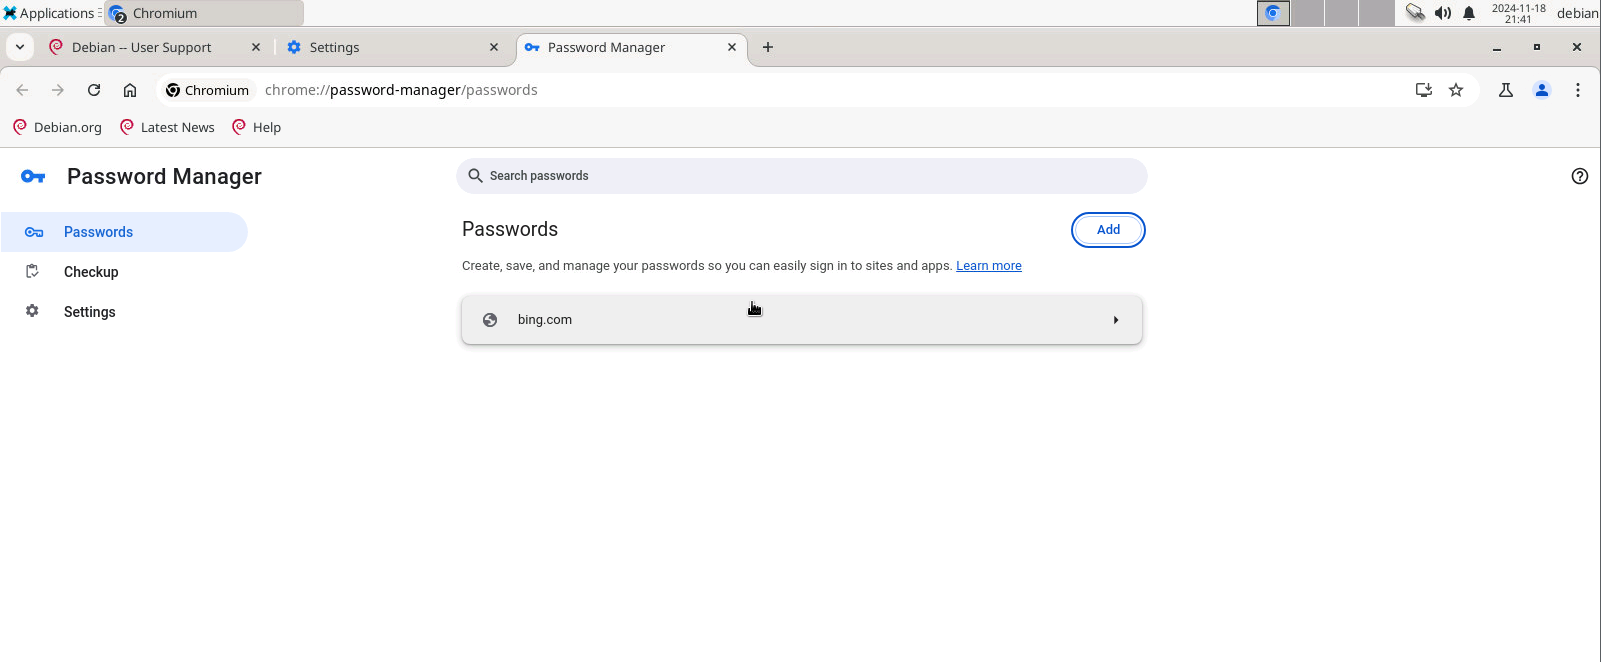 Applications
2 Chromium
2024-11-18
21:41
debian
Debian -- User Support
Settings
Password Manager
Chromium
chrome://password-manager/passwords
Debian.org
Latest News
Help
Password Manager
Search passwords
Passwords
Checkup
Settings
Passwords
Add
Create, save, and manage your passwords so you can easily sign in to sites and apps. Learn more
bing.com